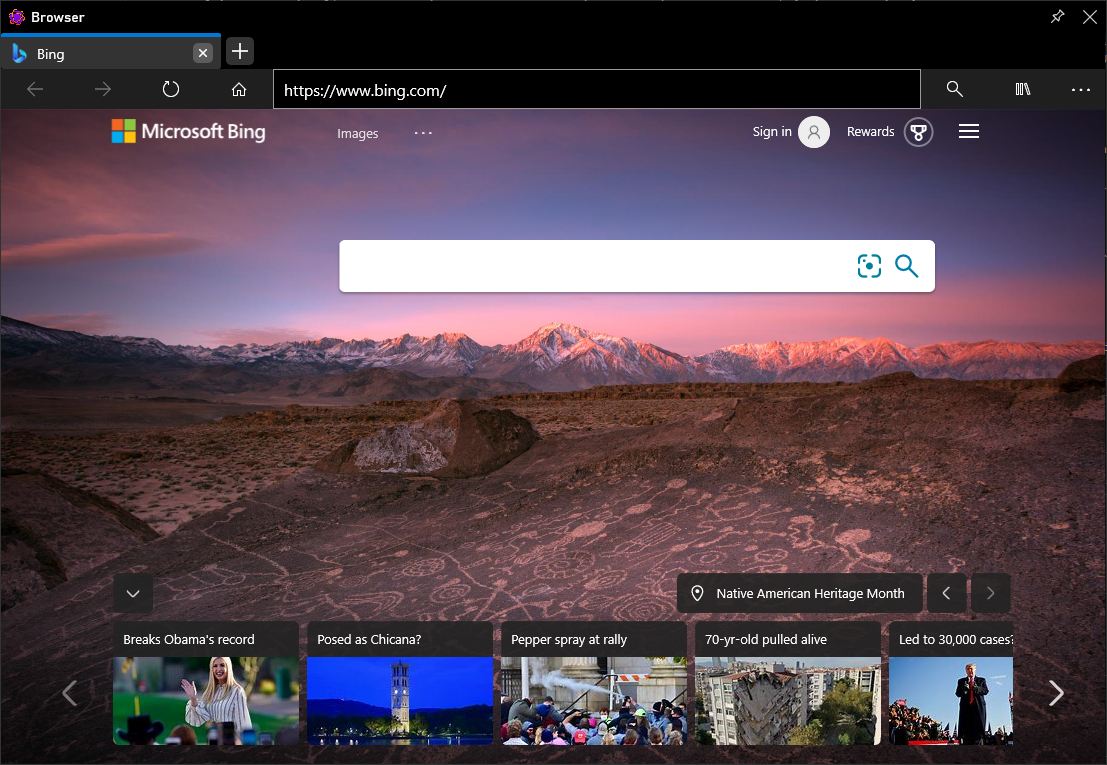 Browser
Bing
https://www.bing.com/
Microsoft Bing
Images
Sign in
Rewards
Native American Heritage Month
Breaks Obama's record
Posed as Chicana?
Pepper spray at rally
70-yr-old pulled alive
Led to 30,000 cases?